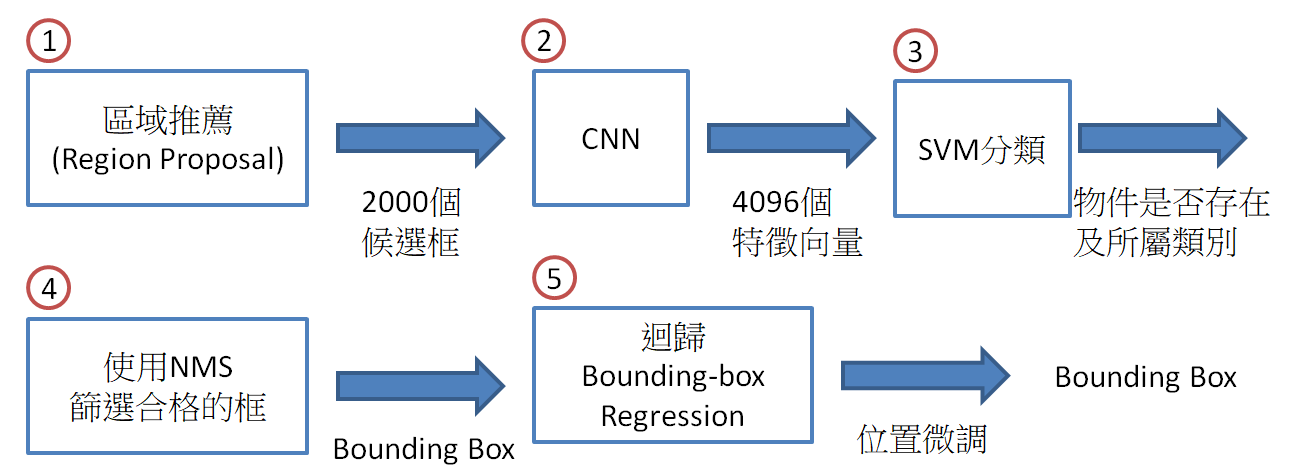 1
區域推薦
(Region Proposal)
2000個
候選框
2
CNN
4096個
特徵向量
3
SVM分類
物件是否存在
及所屬類別
4
使用NMS
篩選合格的框
Bounding Box
5
迴歸
Bounding-box
Regression
位置微調
Bounding Box